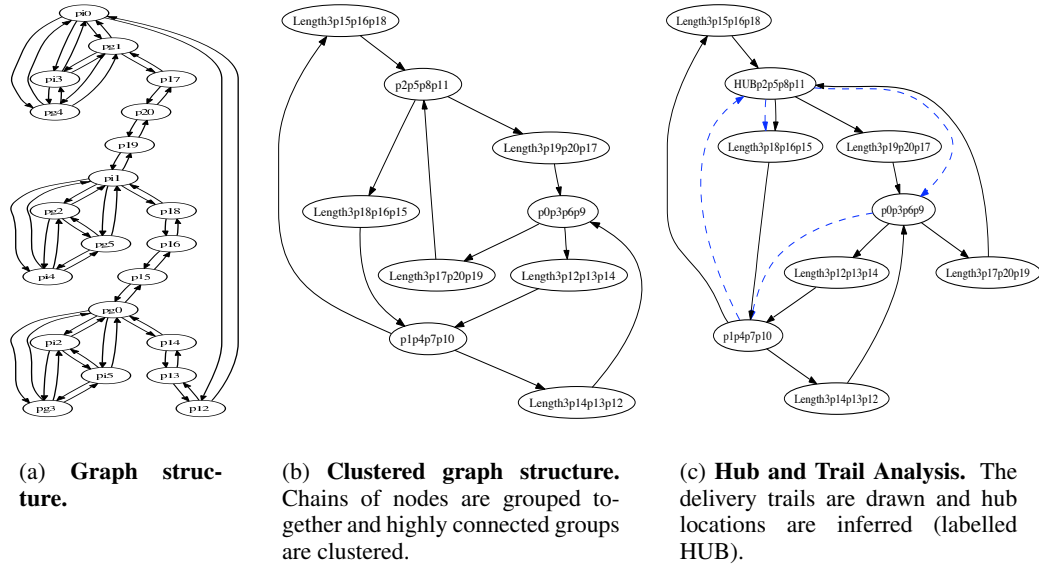 pi0
pg1
pi3
p17
pg4
p20
p19
pi1
pg2
p18
pg5
p16
pi4
p15
pg0
pi2
p14
pi5
p13
pg3
p12
(a) Graph struc-
ture.
Length3p15p16p18
p2p5p8p11
Length3p19p20p17
Length3p18p16p15
p0p3p6p9
Length3p17p20p19
Length3p12p13p14
p1p4p7p10
Length3p14p13p12
(b) Clustered graph structure.
Chains of nodes are grouped to-
gether and highly connected groups
are clustered.
Length3p15p16p18
HUBp2p5p8p11
Length3p18p16p15
Length3p19p20p17
p0p3p6p9
Length3p12p13p14
Length3p17p20p19
p1p4p7p10
Length3p14p13p12
(c) Hub and Trail Analysis. The
delivery trails are drawn and hub
locations are inferred (labelled
HUB).